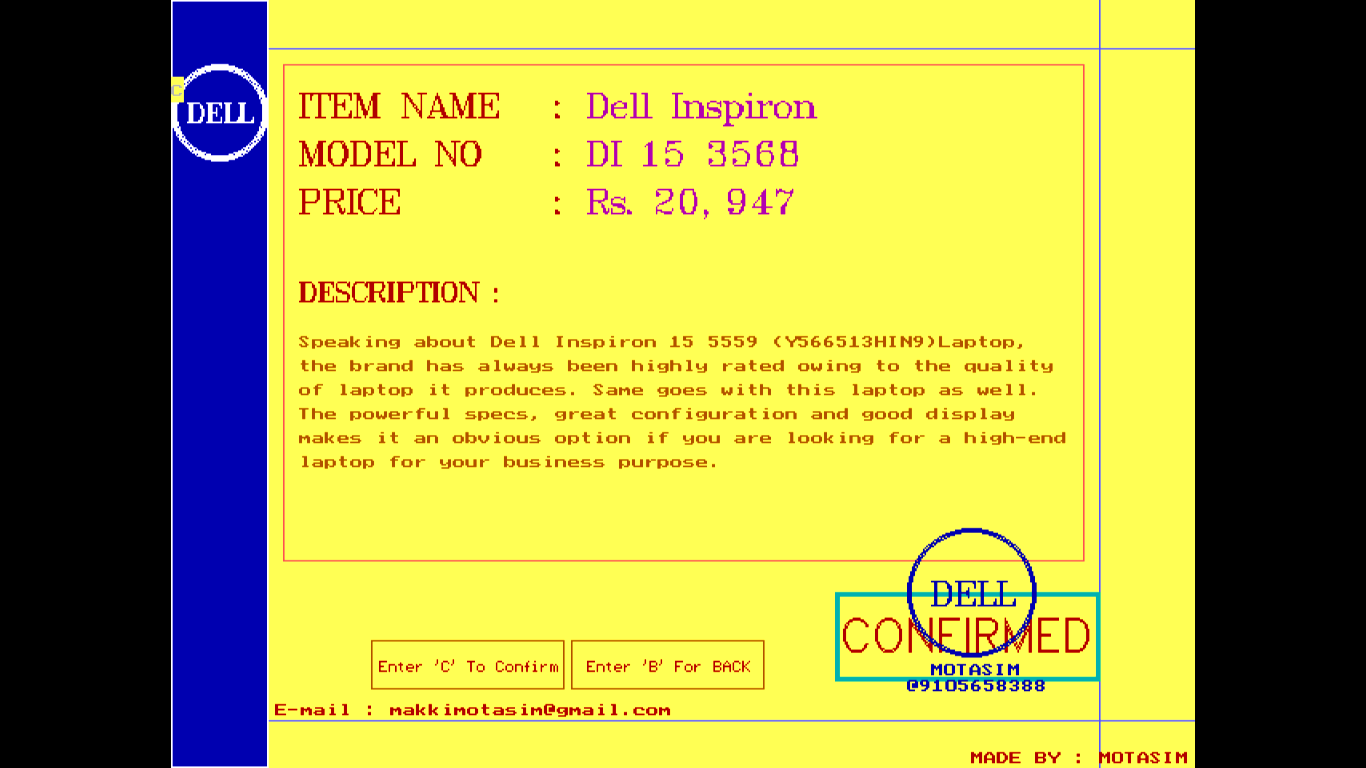 C
DELL
ITEM NAME : Dell Inspiron
MODEL NO : DI 15 3568
PRICE : Rs. 20, 947
DESCRIPTION :
Speaking about Dell Inspiron 15 5559 (Y566513HIN9)Laptop,
the brand has always been highly rated owing to the quality
of laptop it produces. Same goes with this laptop as well.
The powerful specs, great configuration and good display
makes it an obvious option if you are looking for a high-end
laptop for your business purpose.
DELL
CONFIRMED
Enter 'C' To Confirm
Enter 'B' For BACK
MOTASIM
@9105658388
E-mail : makkimotasim@gmail.com
MADE BY : MOTASIM